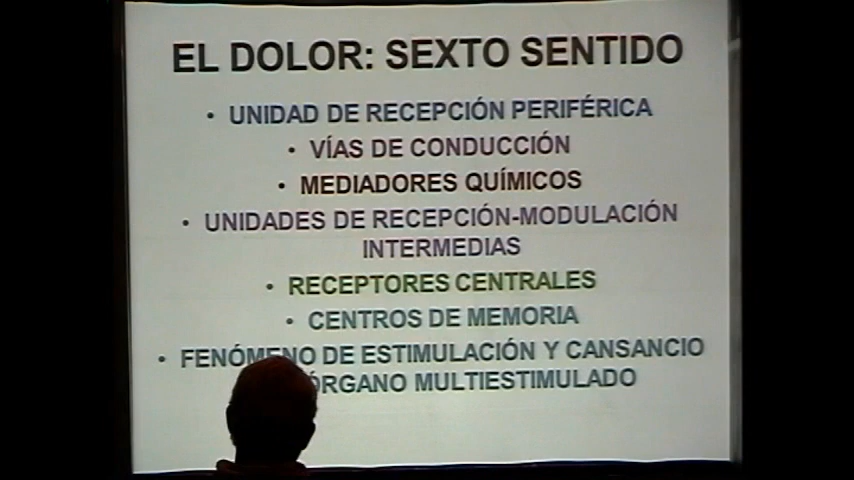 EL DOLOR: SEXTO SENTIDO
• UNIDAD DE RECEPCIÓN PERIFÉRICA
• VÍAS DE CONDUCCIÓN
• MEDIADORES QUÍMICOS
• UNIDADES DE RECEPCIÓN-MODULACIÓN
INTERMEDIAS
• RECEPTORES CENTRALES
• CENTROS DE MEMORIA
• FENÓMENO DE ESTIMULACIÓN Y CANSANCIO
ÓRGANO MULTIESTIMULADO